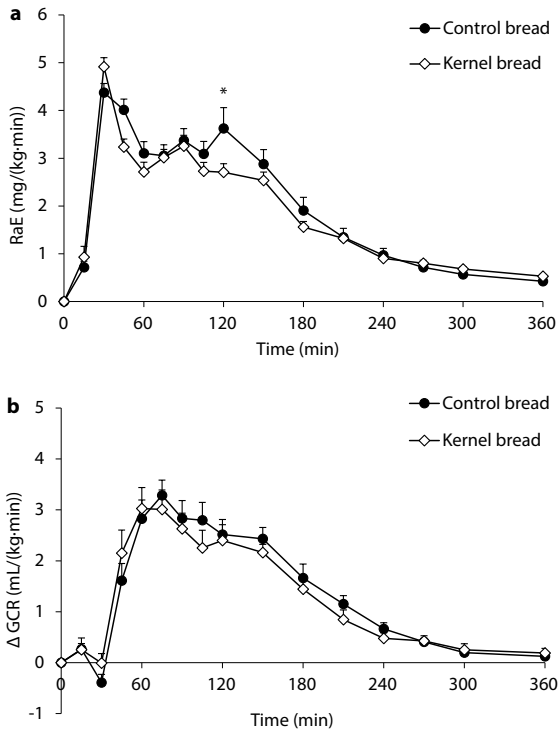 a
6
Control bread
Kernel bread
5
4
*
3
2
1
0
RaE (mg/(kg·min))
0 60 120 180 240 300 360
Time (min)
b
5
Control bread
Kernel bread
4
3
2
1
0
-1
Δ GCR (mL/(kg·min))
0 60 120 180 240 300 360
Time (min)